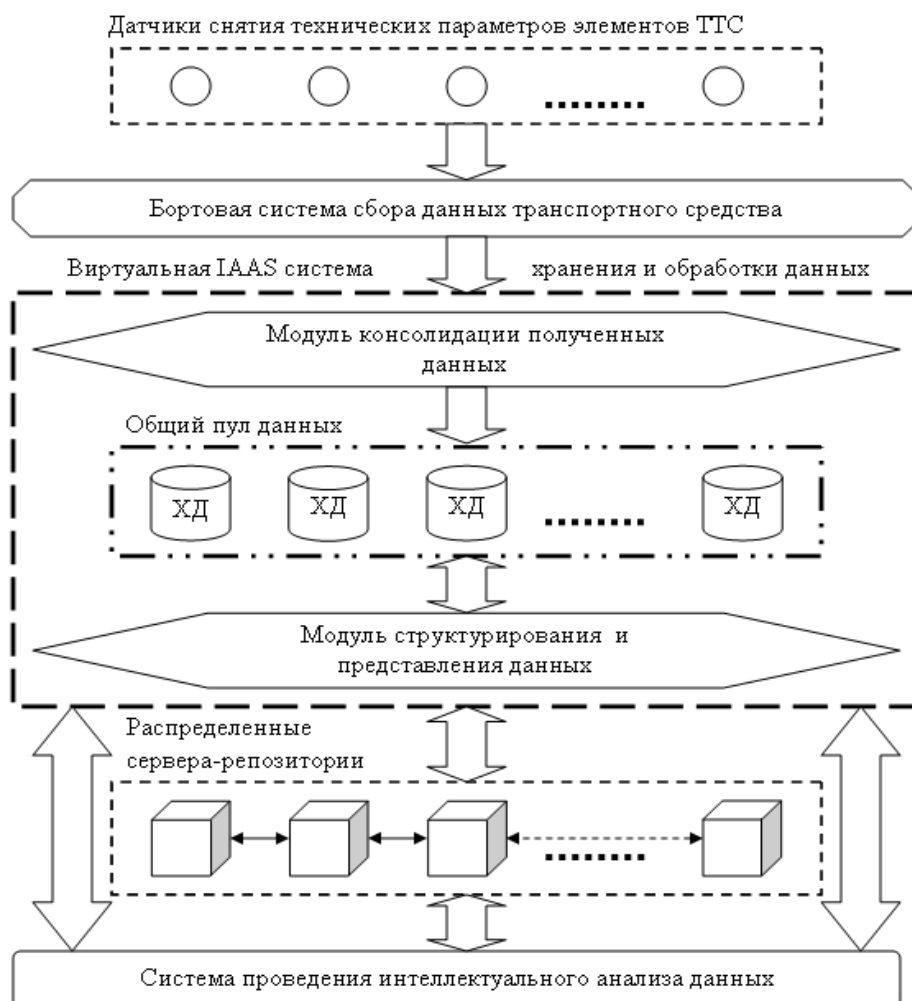 Датчики снятия технических параметров элементов ТТС
Бортовая система сбора данных транспортного средства
Виртуальная IAAS система хранения и обработки данных
Модуль консолидации полученных
данных
Общий пул данных
ХД ХД ХД ХД
Модуль структурирования и
представления данных
Распределенные
сервера-репозитории
Система проведения интеллектуального анализа данных